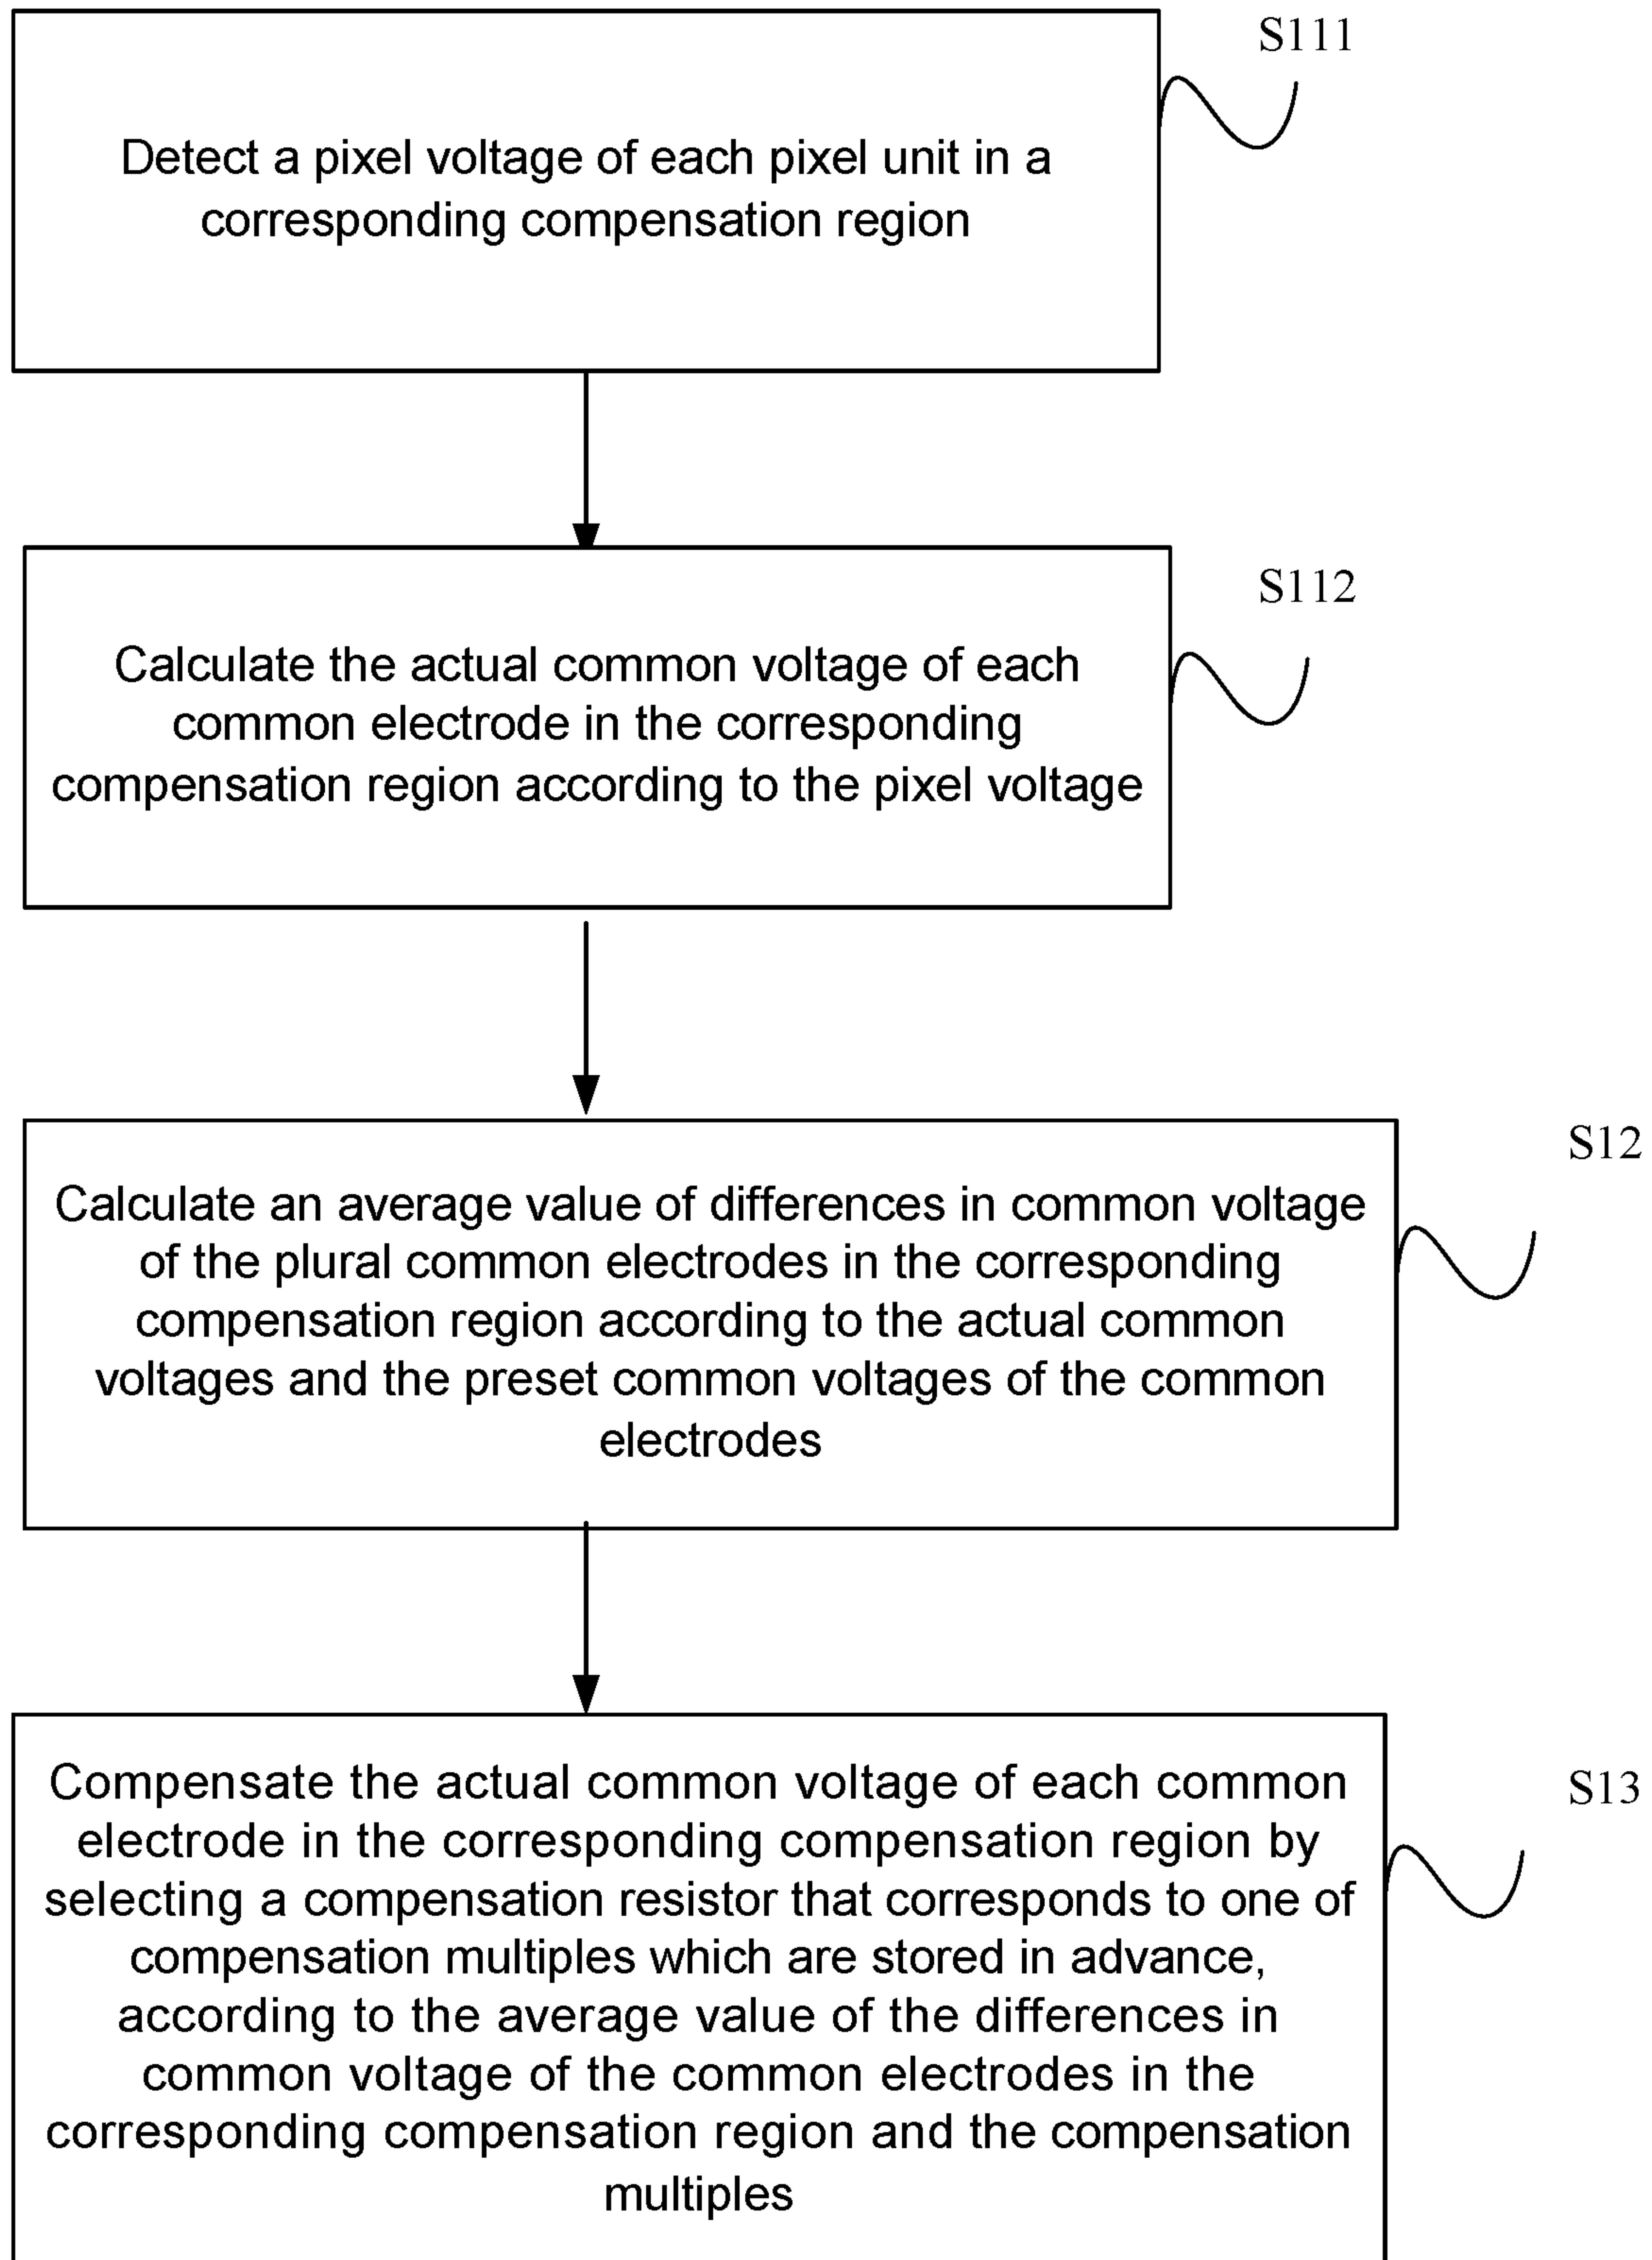 S111
Detect a pixel voltage of each pixel unit in a
corresponding compensation region
S112
Calculate the actual common voltage of each
common electrode in the corresponding
compensation region according to the pixel voltage
S12
Calculate an average value of differences in common voltage
of the plural common electrodes in the corresponding
compensation region according to the actual common
voltages and the preset common voltages of the common
electrodes
S13
Compensate the actual common voltage of each common
electrode in the corresponding compensation region by
selecting a compensation resistor that corresponds to one of
compensation multiples which are stored in advance,
according to the average value of the differences in
common voltage of the common electrodes in the
corresponding compensation region and the compensation
multiples